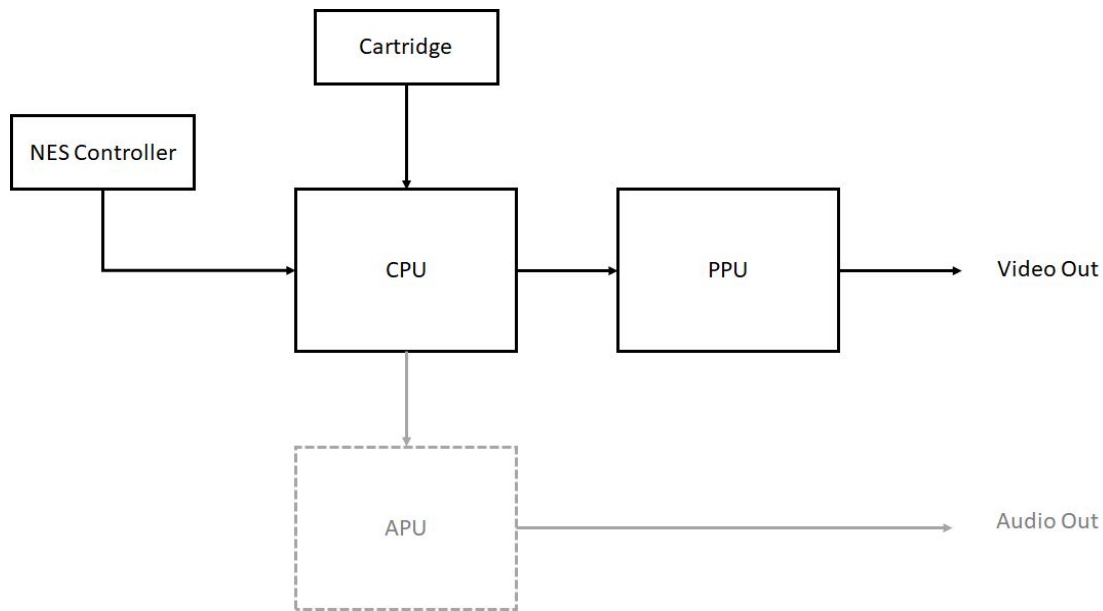 Cartridge
NES Controller
CPU
PPU
Video Out
APU
Audio Out